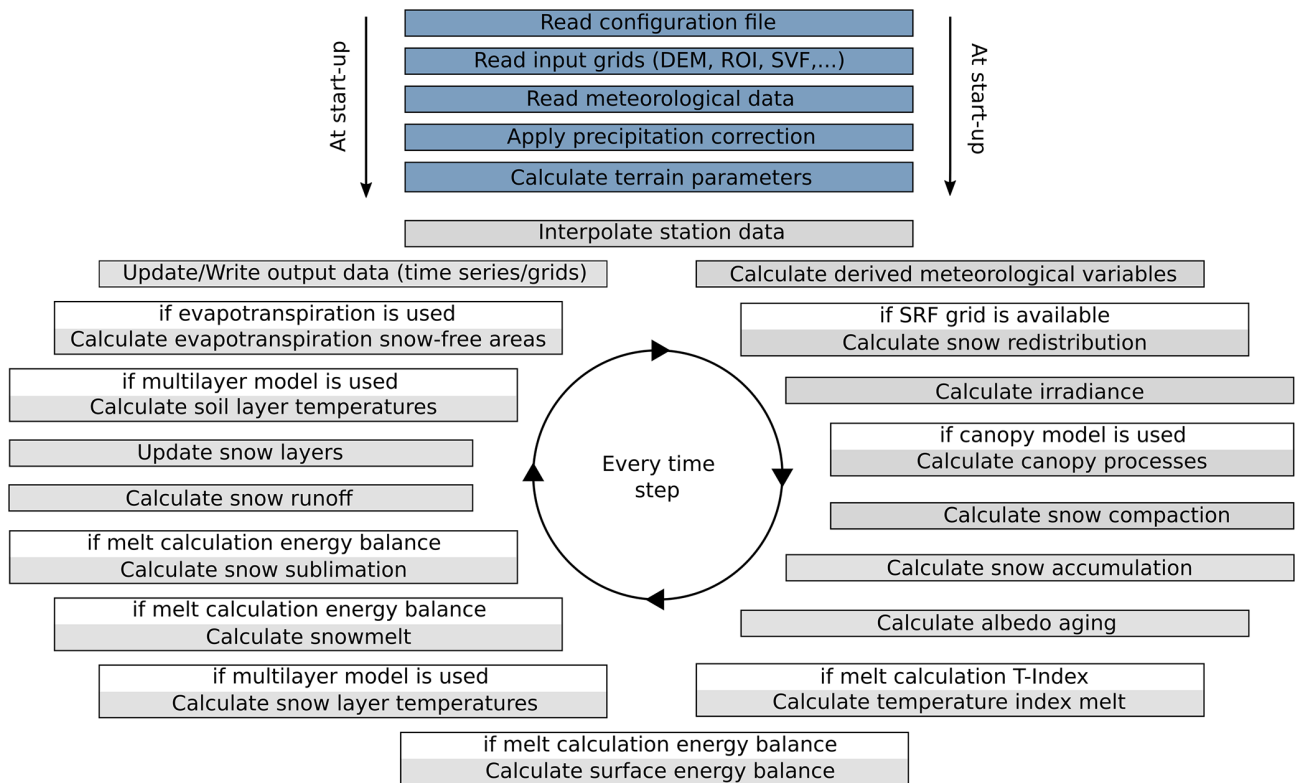 Read configuration file
Read input grids (DEM, ROI, SVF,...)
Read meteorological data
Apply precipitation correction
Calculate terrain parameters
At start-up
At start-up
Interpolate station data
Calculate derived meteorological variables
if SRF grid is available
Calculate snow redistribution
Calculate irradiance
if canopy model is used
Calculate canopy processes
Calculate snow compaction
Calculate snow accumulation
Calculate albedo aging
if melt calculation T-Index
Calculate temperature index melt
if melt calculation energy balance
Calculate surface energy balance
if multilayer model is used
Calculate snow layer temperatures
if melt calculation energy balance
Calculate snowmelt
if melt calculation energy balance
Calculate snow sublimation
Calculate snow runoff
Update snow layers
if multilayer model is used
Calculate soil layer temperatures
if evapotranspiration is used
Calculate evapotranspiration snow-free areas
Update/Write output data (time series/grids)
Every time
step